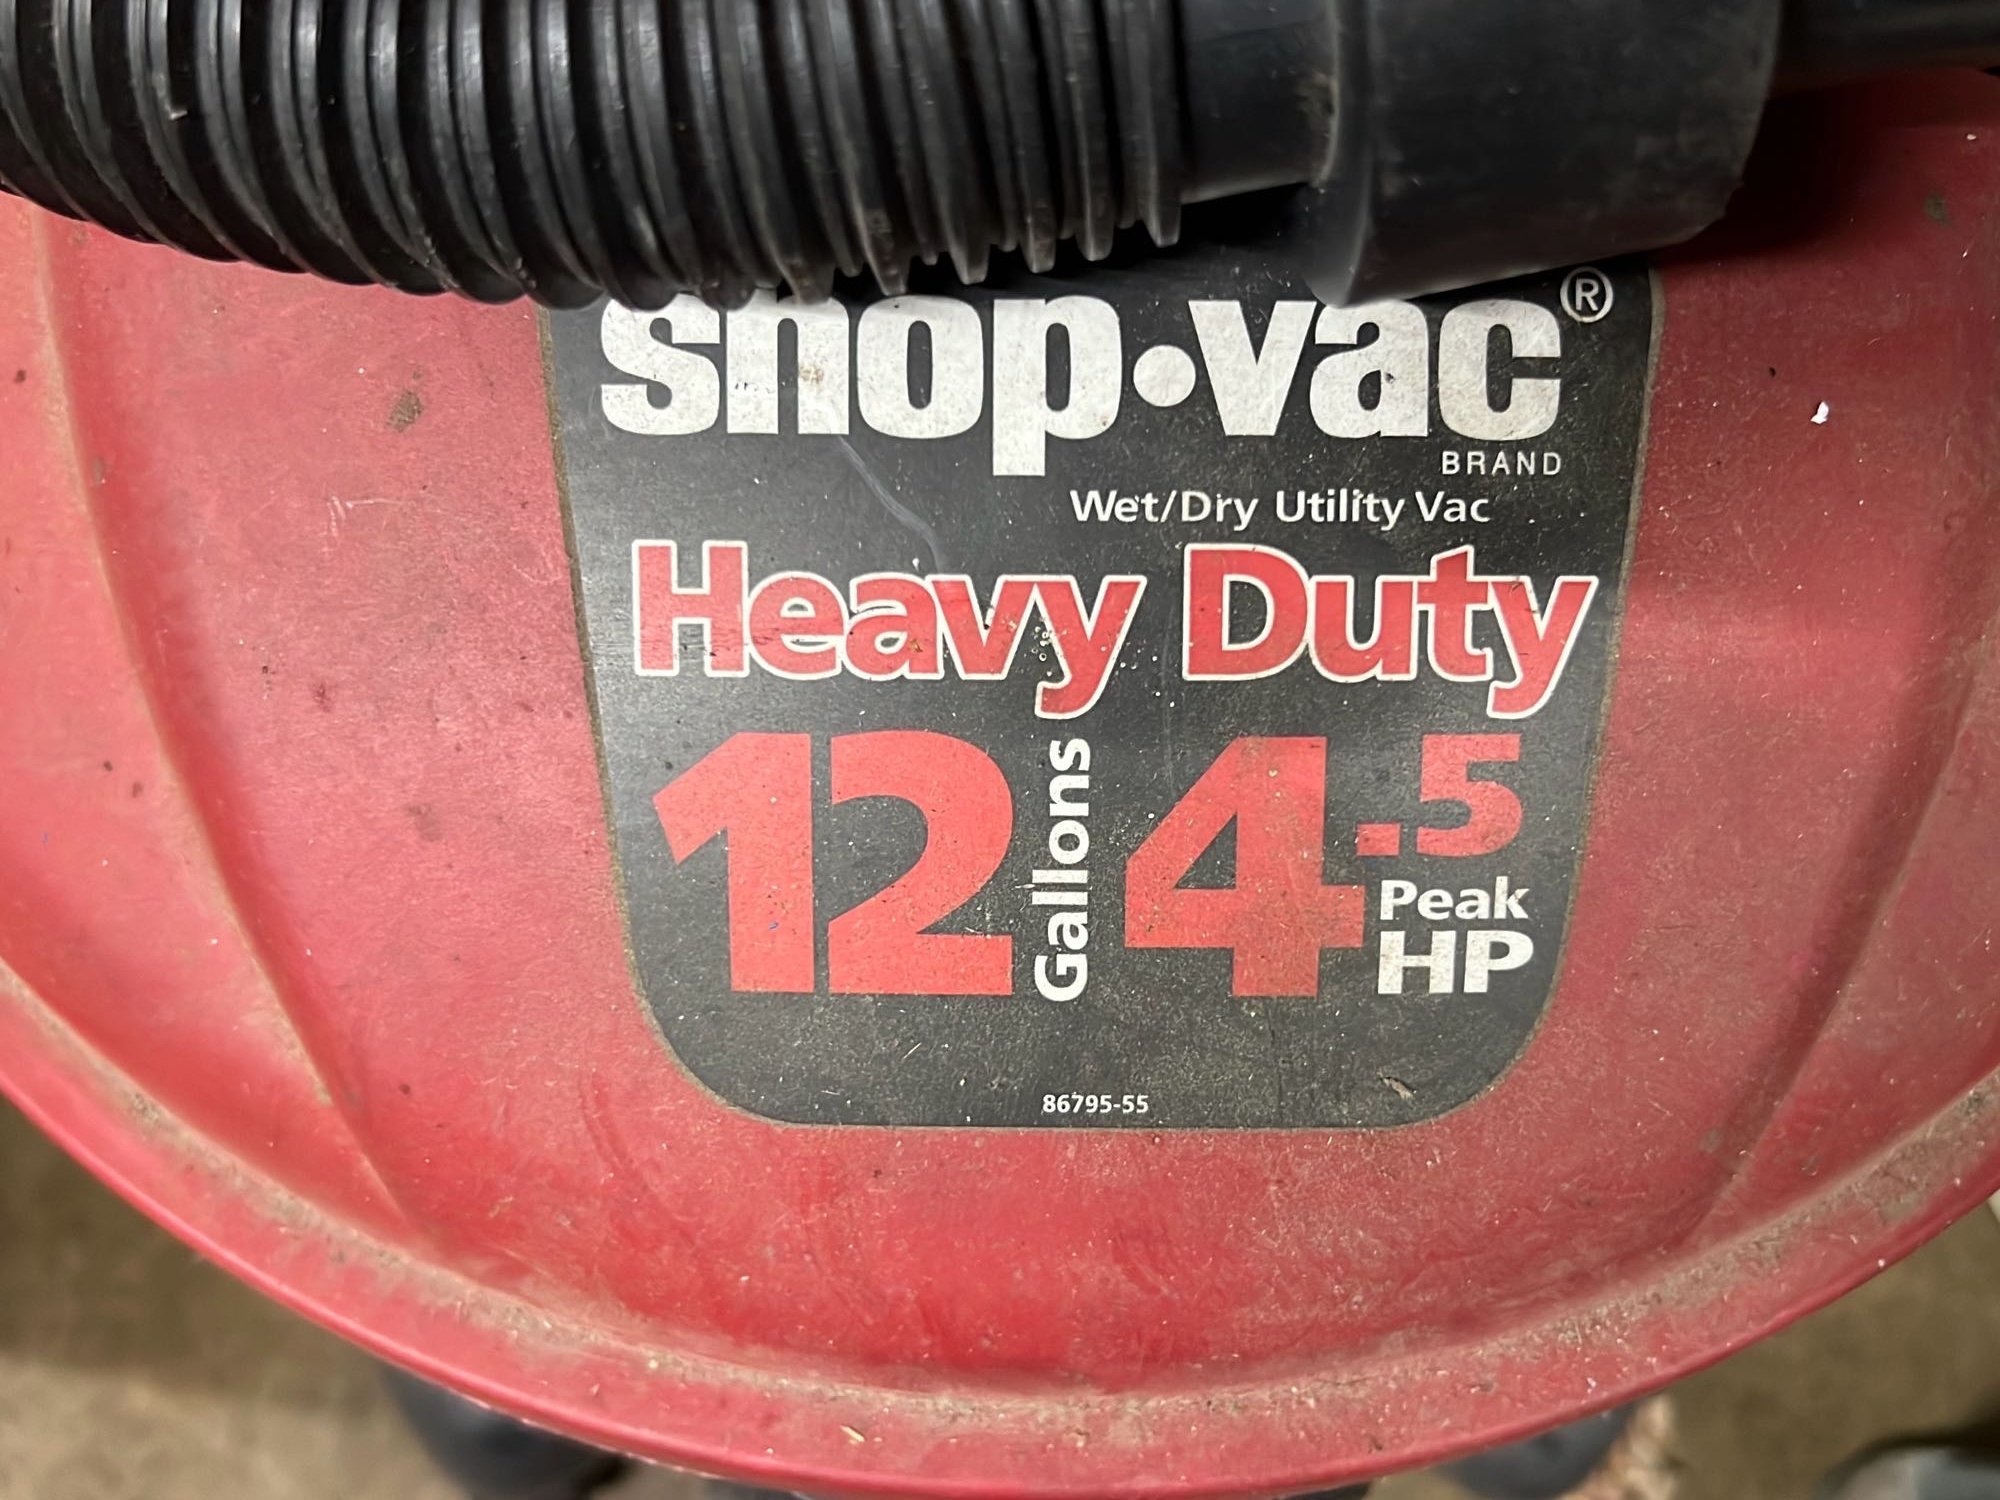 shop•vac®
BRAND
Wet/Dry Utility Vac
Heavy Duty
12 Gallons 4.5 Peak HP
86795-55